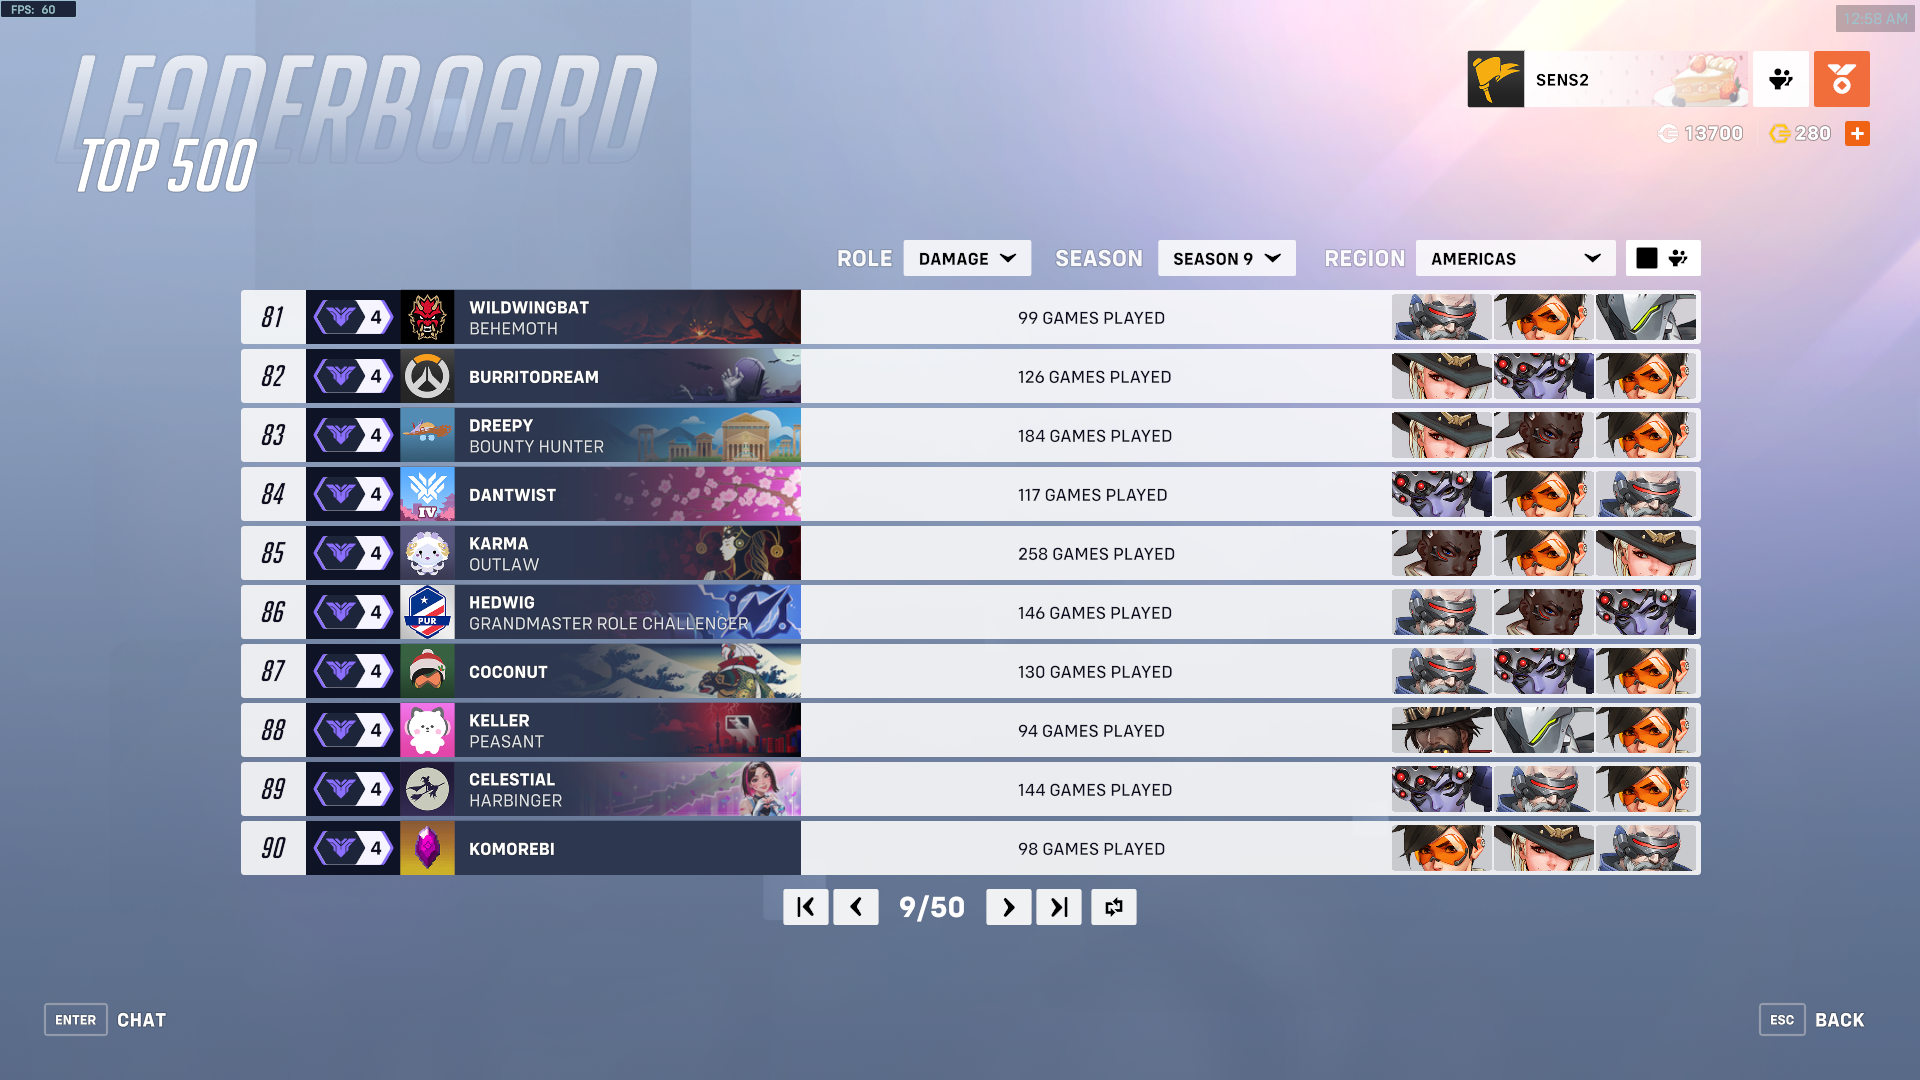 FPS: 60
12:58 AM
LEADERBOARD
TOP 500
SENS2
13700 280
ROLE DAMAGE SEASON SEASON 9 REGION AMERICAS
81 4 WILDWINGBAT 99 GAMES PLAYED
BEHEMOTH
82 4 BURRITODREAM 126 GAMES PLAYED
83 4 DREEPY 184 GAMES PLAYED
BOUNTY HUNTER
84 4 IV DANTWIST 117 GAMES PLAYED
85 4 KARMA 258 GAMES PLAYED
OUTLAW
86 4 PUR HEDWIG 146 GAMES PLAYED
GRANDMASTER ROLE CHALLENGER
87 4 COCONUT 130 GAMES PLAYED
88 4 KELLER 94 GAMES PLAYED
PEASANT
89 4 CELESTIAL 144 GAMES PLAYED
HARBINGER
90 4 KOMOREBI 98 GAMES PLAYED
9/50
ENTER CHAT
ESC BACK